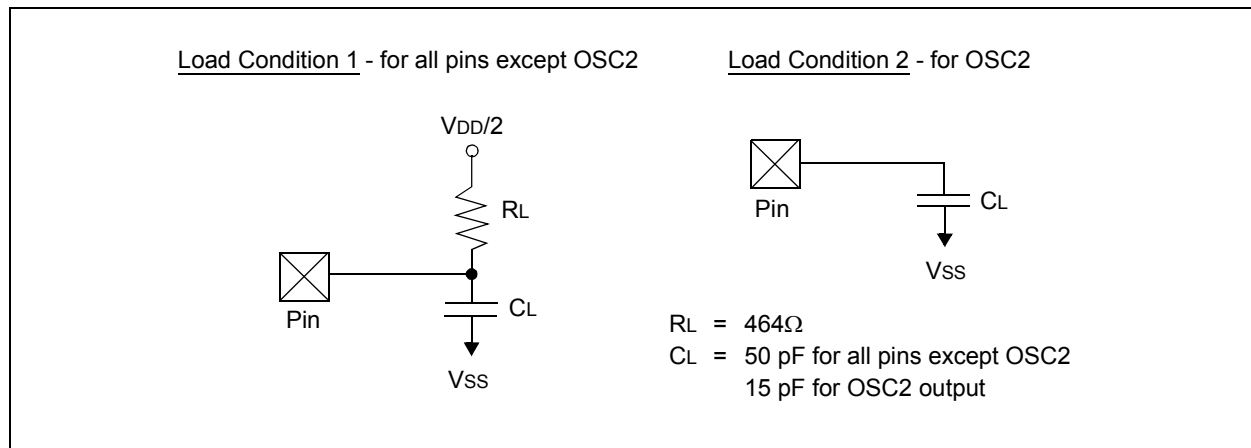 Load Condition 1 - for all pins except OSC2
VDD/2
RL
Pin
CL
VSS
Load Condition 2 - for OSC2
Pin
CL
VSS
RL = 464Ω
CL = 50 pF for all pins except OSC2
15 pF for OSC2 output